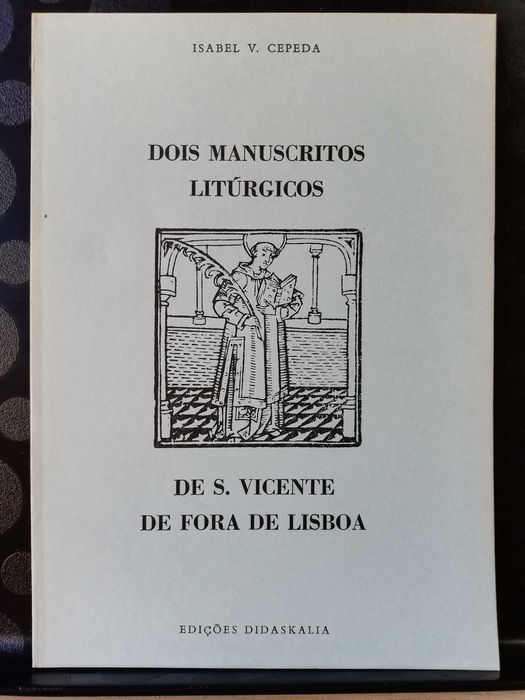 ISABEL V. CEPEDA
DOIS MANUSCRITOS
LITÚRGICOS
DE S. VICENTE
DE FORA DE LISBOA
EDIÇÕES DIDASKALIA